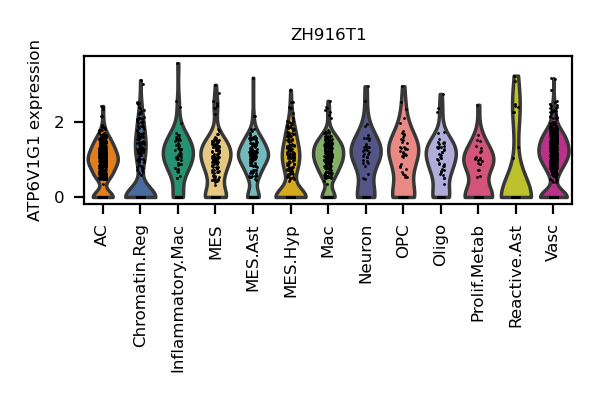 ZH916T1
ATP6V1G1 expression
2
0
AC
Chromatin.Reg
Inflammatory.Mac
MES
MES.Ast
MES.Hyp
Mac
Neuron
OPC
Oligo
Prolif.Metab
Reactive.Ast
Vasc